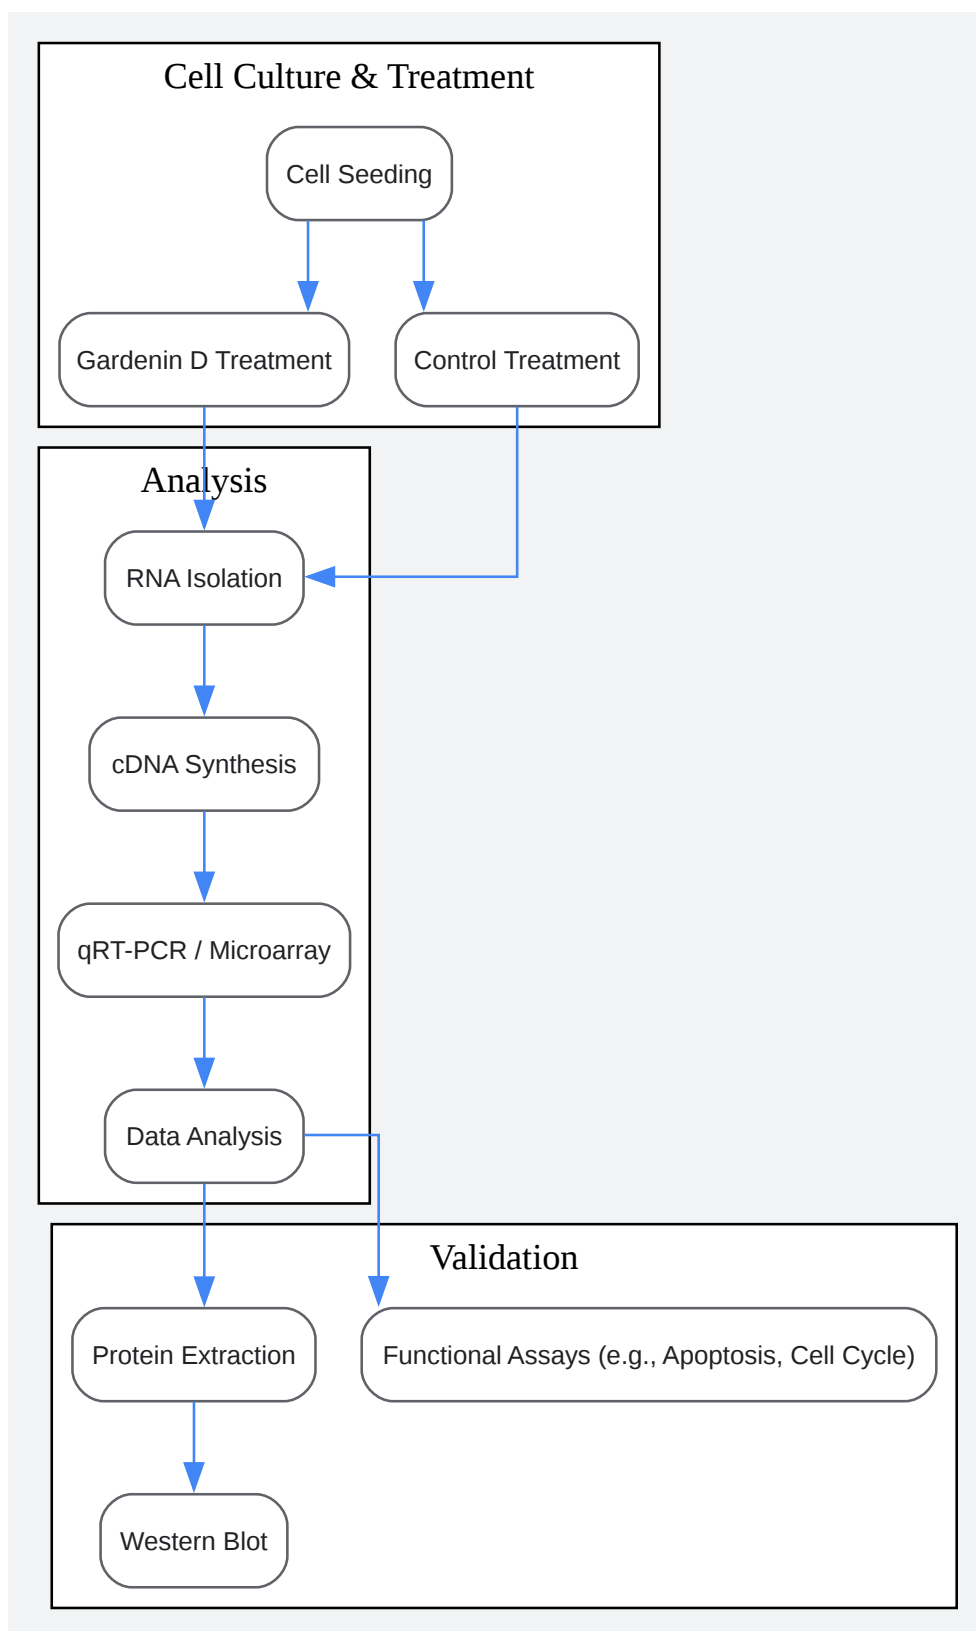 Cell Culture & Treatment
Cell Seeding
Gardenin D Treatment
Control Treatment
Analysis
RNA Isolation
cDNA Synthesis
qRT-PCR / Microarray
Data Analysis
Validation
Protein Extraction
Functional Assays (e.g., Apoptosis, Cell Cycle)
Western Blot